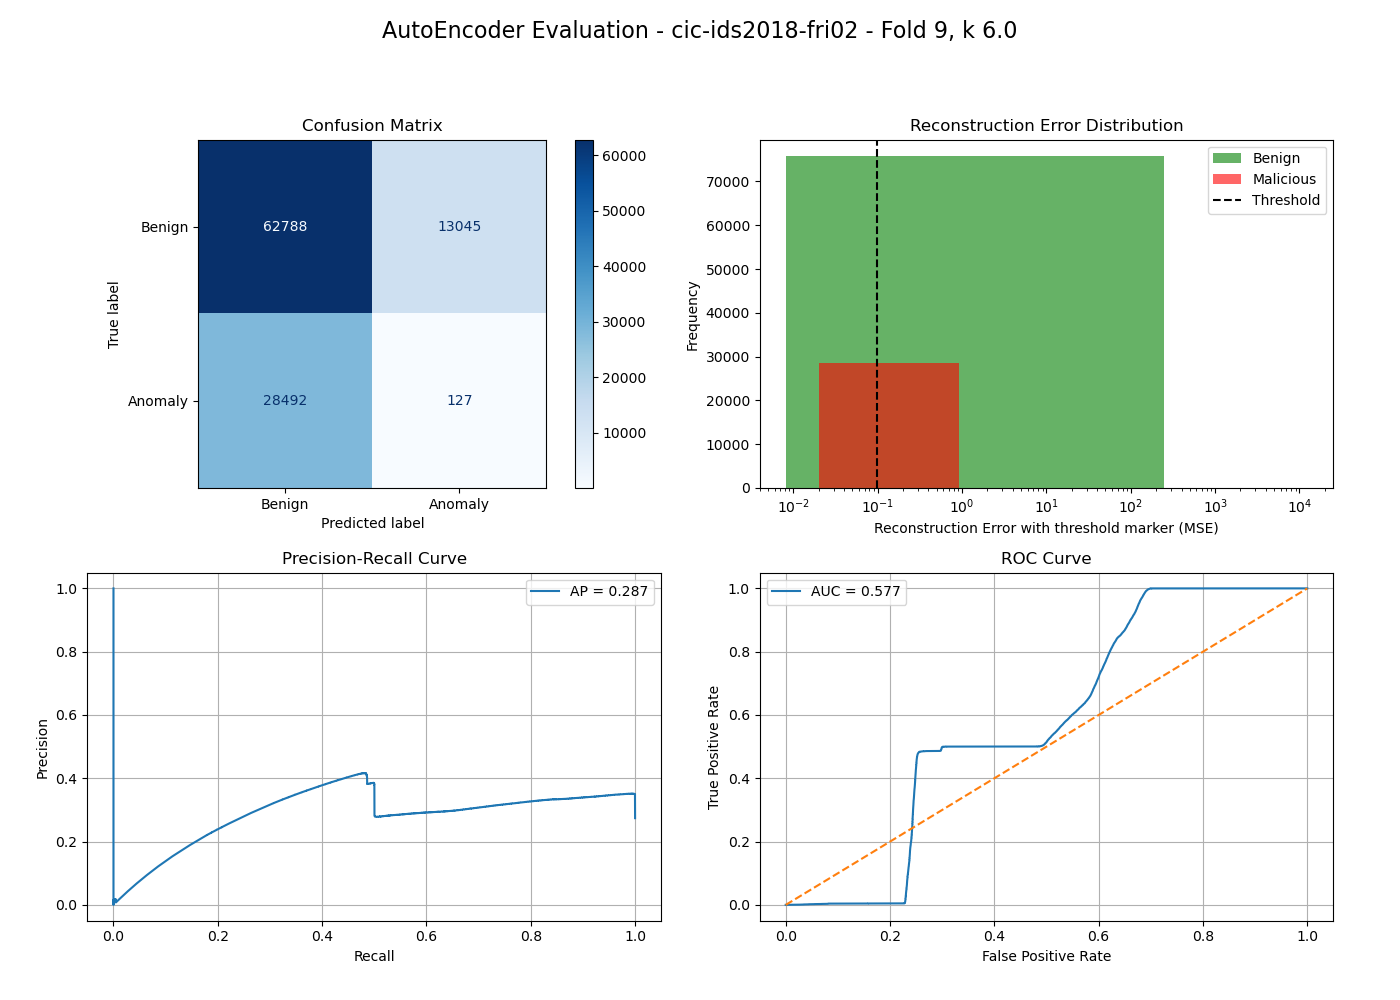 AutoEncoder Evaluation - cic-ids2018-fri02 - Fold 9, k 6.0
Confusion Matrix
Benign
Anomaly
True label
62788
13045
28492
127
Benign
Anomaly
Predicted label
60000
50000
40000
30000
20000
10000
Reconstruction Error Distribution
Benign
Malicious
Threshold
Frequency
70000
60000
50000
40000
30000
20000
10000
0
10⁻²
10⁻¹
10⁰
10¹
10²
10³
10⁴
Reconstruction Error with threshold marker (MSE)
Precision-Recall Curve
AP = 0.287
Precision
1.0
0.8
0.6
0.4
0.2
0.0
0.0
0.2
0.4
0.6
0.8
1.0
Recall
ROC Curve
AUC = 0.577
True Positive Rate
1.0
0.8
0.6
0.4
0.2
0.0
0.0
0.2
0.4
0.6
0.8
1.0
False Positive Rate